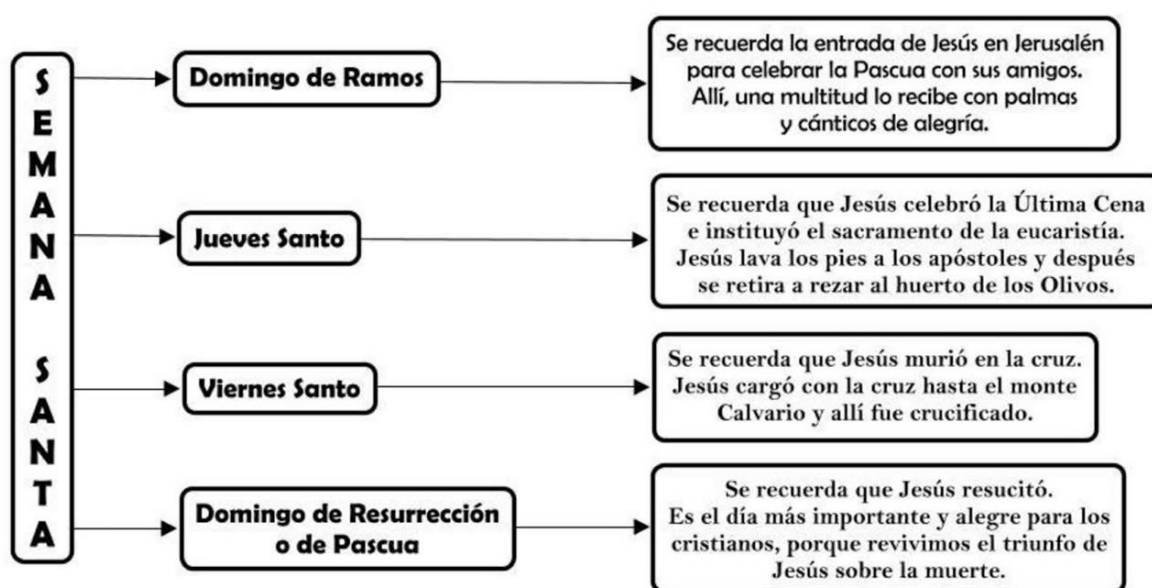 SEMANA SANTA
Domingo de Ramos
Se recuerda la entrada de Jesús en Jerusalén
para celebrar la Pascua con sus amigos.
Allí, una multitud lo recibe con palmas
y cánticos de alegría.
Jueves Santo
Se recuerda que Jesús celebró la Última Cena
e instituyó el sacramento de la eucaristía.
Jesús lava los pies a los apóstoles y después
se retira a rezar al huerto de los Olivos.
Viernes Santo
Se recuerda que Jesús murió en la cruz.
Jesús cargó con la cruz hasta el monte
Calvario y allí fue crucificado.
Domingo de Resurrección
o de Pascua
Se recuerda que Jesús resucitó.
Es el día más importante y alegre para los
cristianos, porque revivimos el triunfo de
Jesús sobre la muerte.